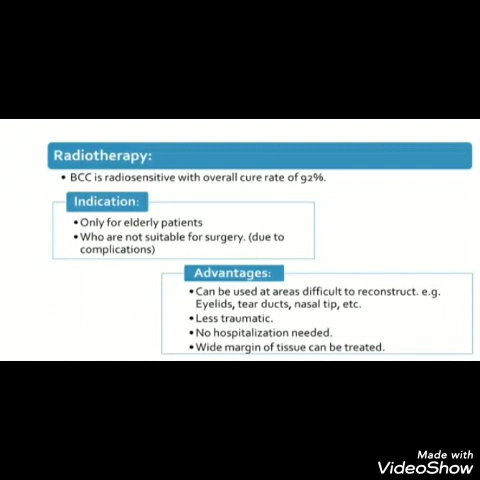 Radiotherapy:
• BCC is radiosensitive with overall cure rate of 92%.
Indication:
• Only for elderly patients
• Who are not suitable for surgery. (due to
complications)
Advantages:
• Can be used at areas difficult to reconstruct. e.g.
Eyelids, tear ducts, nasal tip, etc.
• Less traumatic.
• No hospitalization needed.
• Wide margin of tissue can be treated.
Made with
VideoShow